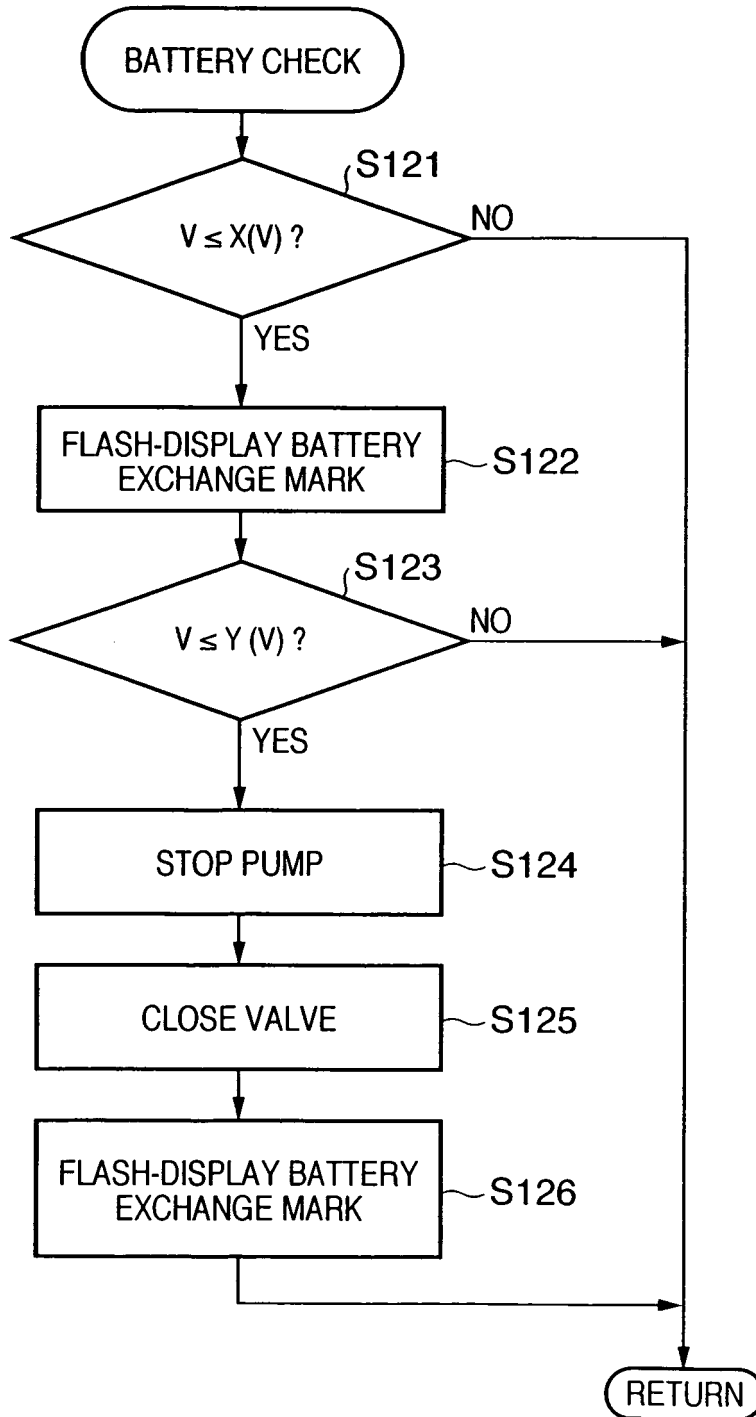 BATTERY CHECK
S121
V ≤ X(V) ?
NO
YES
FLASH-DISPLAY BATTERY
EXCHANGE MARK
S122
S123
V ≤ Y (V) ?
NO
YES
STOP PUMP
S124
CLOSE VALVE
S125
FLASH-DISPLAY BATTERY
EXCHANGE MARK
S126
RETURN